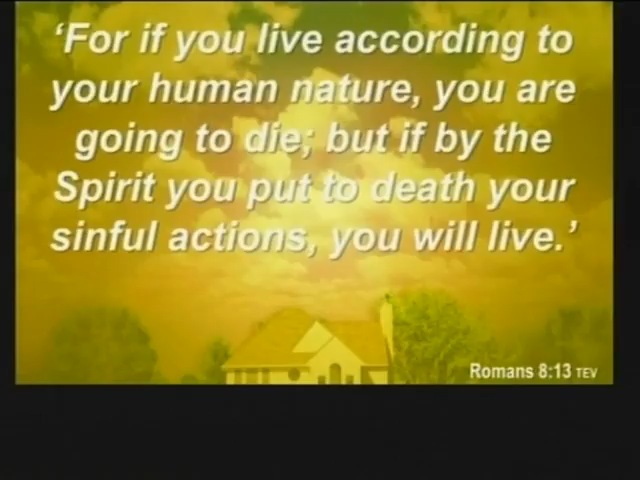 ‘For if you live according to
your human nature, you are
going to die; but if by the
Spirit you put to death your
sinful actions, you will live.’
Romans 8:13 TEV